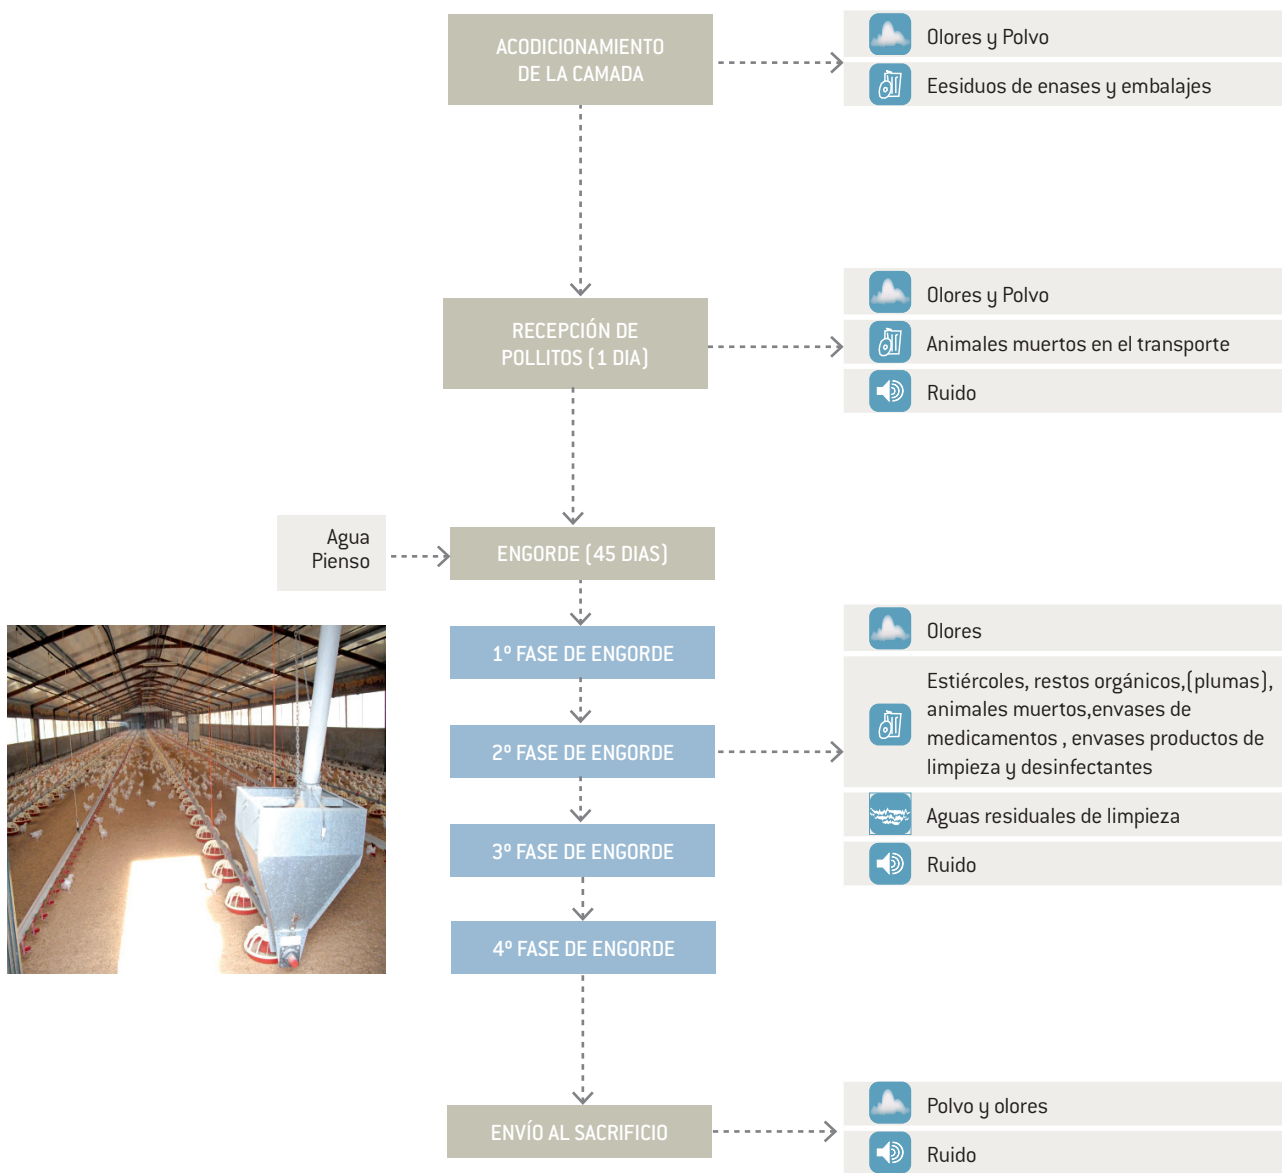 ACODICIONAMIENTO
DE LA CAMADA
Olores y Polvo
Eesiduos de enases y embalajes
RECEPCIÓN DE
POLLITOS (1 DIA)
Olores y Polvo
Animales muertos en el transporte
Ruido
Agua
Pienso
ENGORDE (45 DIAS)
1º FASE DE ENGORDE
2º FASE DE ENGORDE
3º FASE DE ENGORDE
4º FASE DE ENGORDE
Olores
Estiércoles, restos orgánicos,(plumas),
animales muertos,envases de
medicamentos , envases productos de
limpieza y desinfectantes
Aguas residuales de limpieza
Ruido
ENVÍO AL SACRIFICIO
Polvo y olores
Ruido